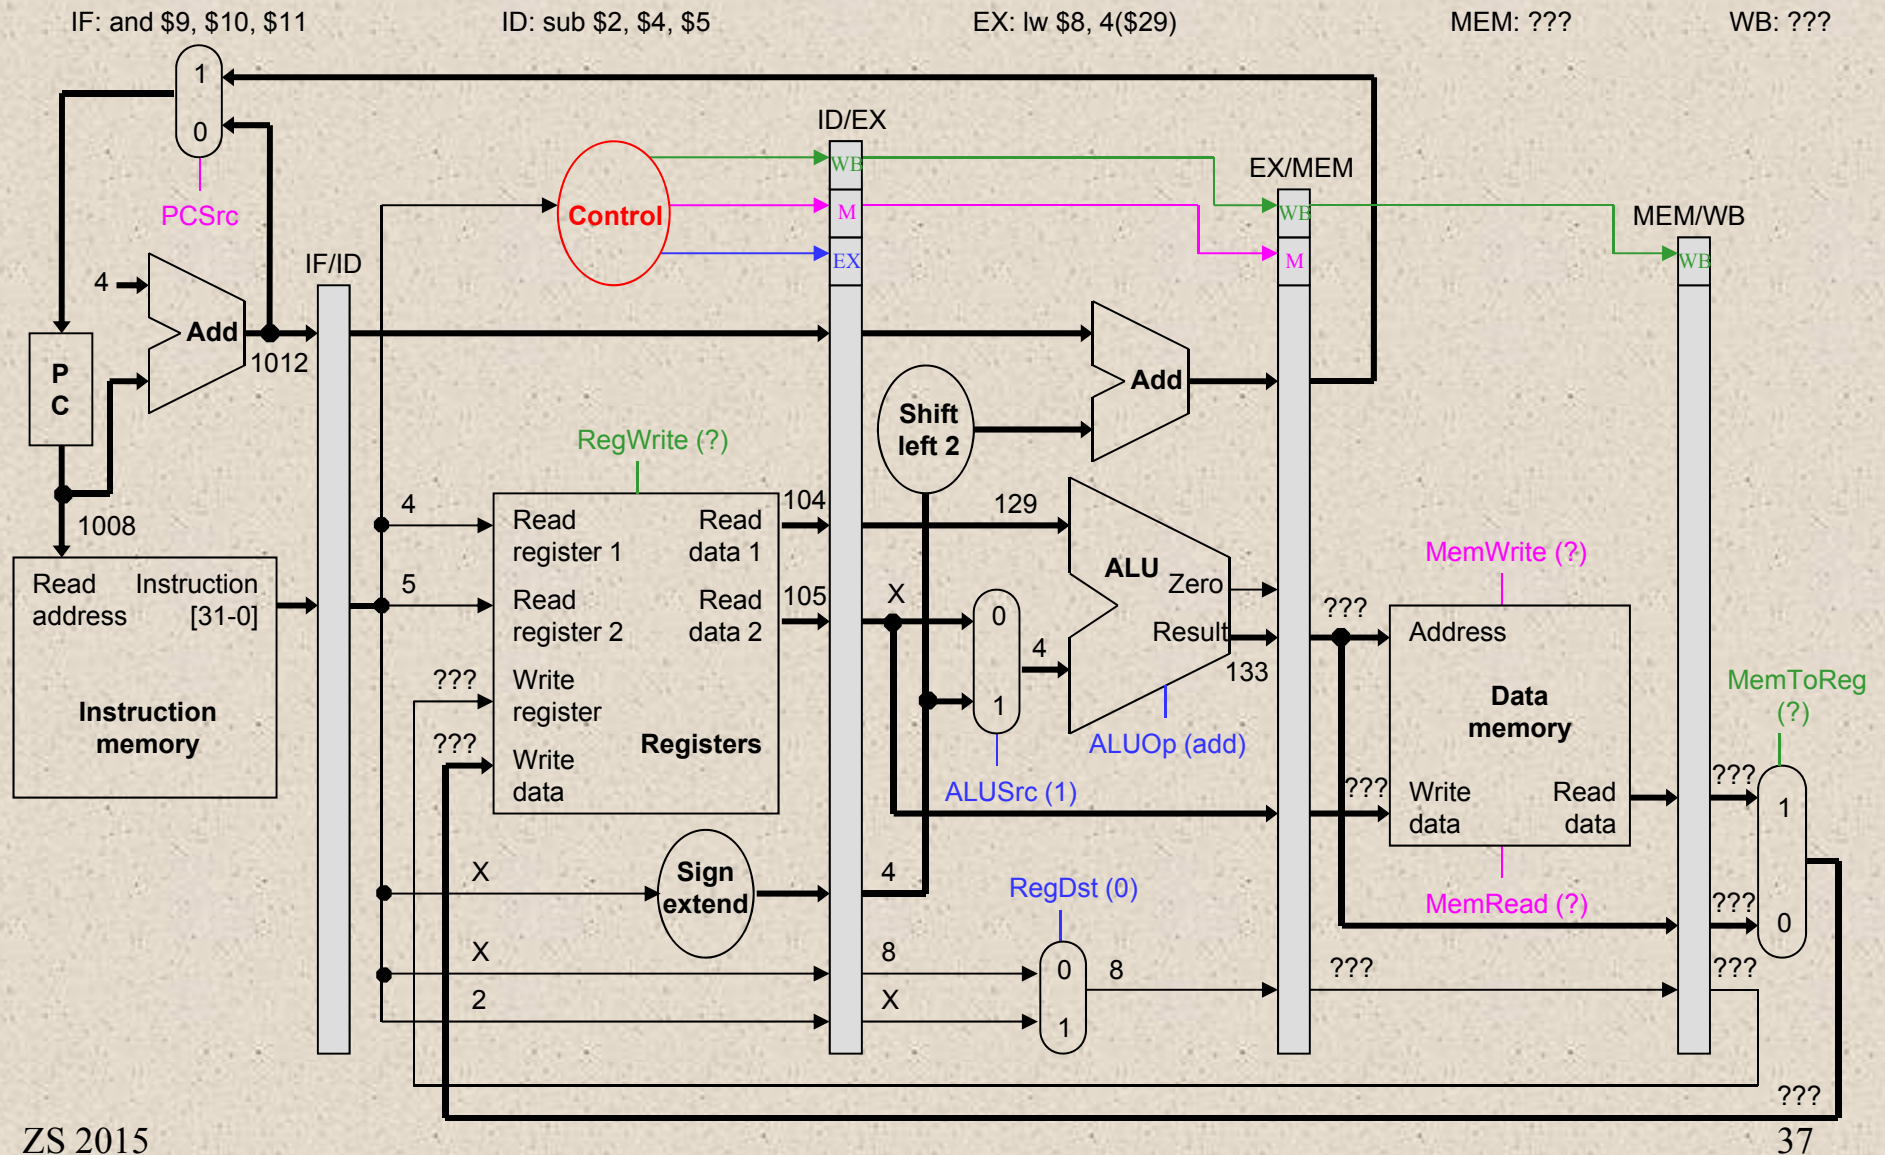 IF: and $9, $10, $11
ID: sub $2, $4, $5
EX: lw $8, 4($29)
MEM: ???
WB: ???
1
0
PCSrc
4
Add
1012
P
C
1008
Read
address
Instruction
[31-0]
Instruction
memory
IF/ID
Control
ID/EX
WB
M
EX
EX/MEM
WB
M
MEM/WB
WB
RegWrite (?)
4
5
???
???
Read
register 1
Read
register 2
Write
register
Write
data
Read
data 1
Read
data 2
Registers
104
105
X
Sign
extend
X
2
Shift
left 2
Add
129
X
0
1
4
ALUSrc (1)
ALU
Zero
Result
133
ALUOp (add)
4
RegDst (0)
8
X
0
1
8
MemWrite (?)
???
???
Address
Data
memory
Write
data
Read
data
MemRead (?)
???
MemToReg
(?)
???
???
1
0
???
???
ZS 2015
37